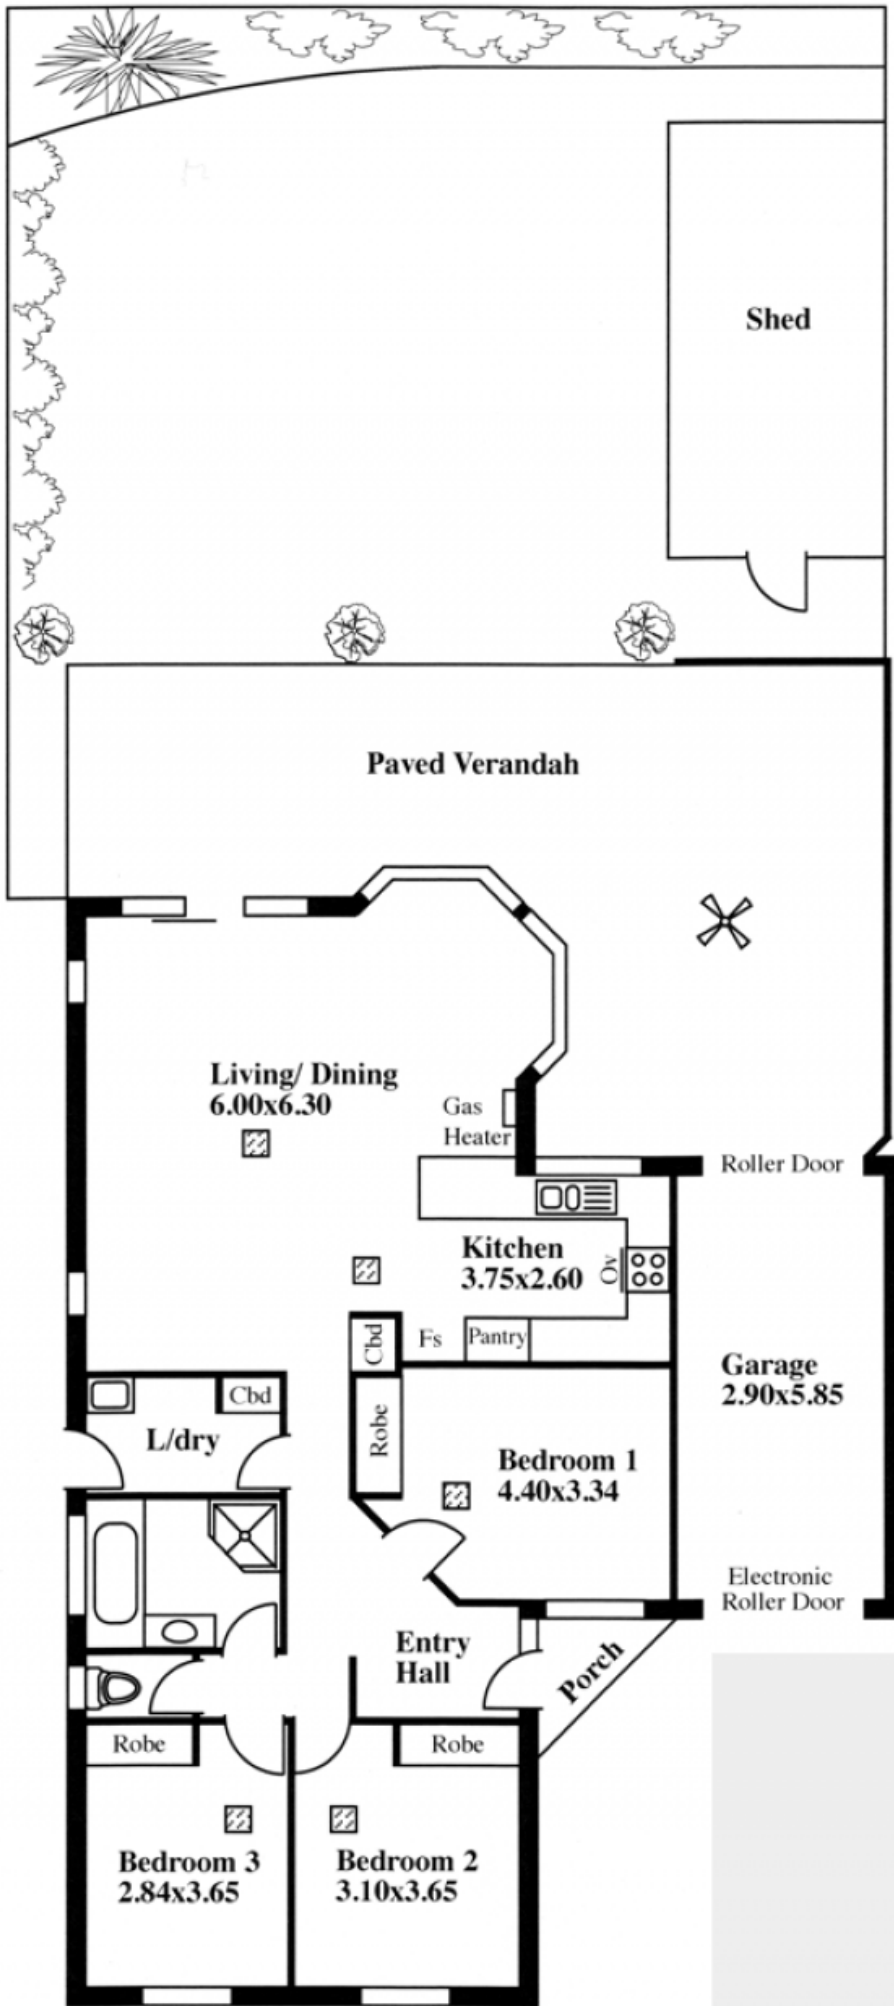 Shed
Paved Verandah
Living/ Dining
6.00x6.30
Gas
Heater
Roller Door
Kitchen
3.75x2.60
Ov
Cbd
Fs
Pantry
Garage
2.90x5.85
Cbd
L/dry
Robe
Bedroom 1
4.40x3.34
Electronic
Roller Door
Entry
Hall
Porch
Robe
Robe
Bedroom 3
2.84x3.65
Bedroom 2
3.10x3.65